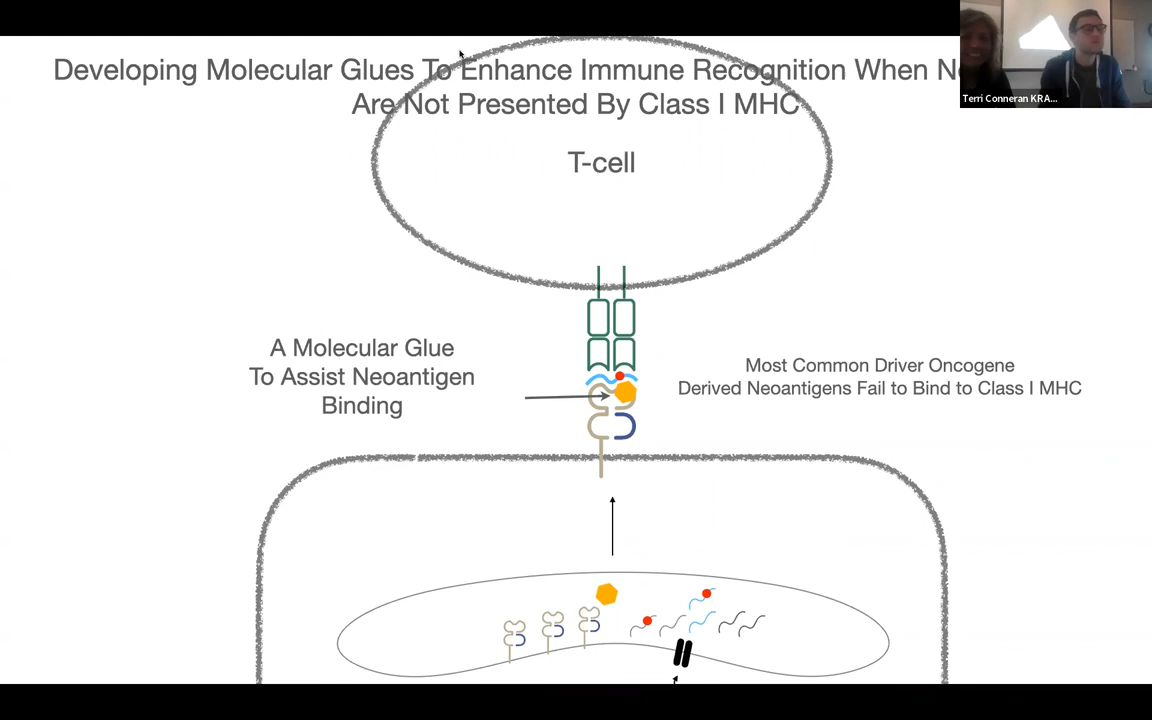 Developing Molecular Glues To Enhance Immune Recognition When
Are Not Presented By Class I MHC
Terri Conneran KRA...
T-cell
A Molecular Glue
To Assist Neoantigen
Binding
Most Common Driver Oncogene
Derived Neoantigens Fail to Bind to Class I MHC